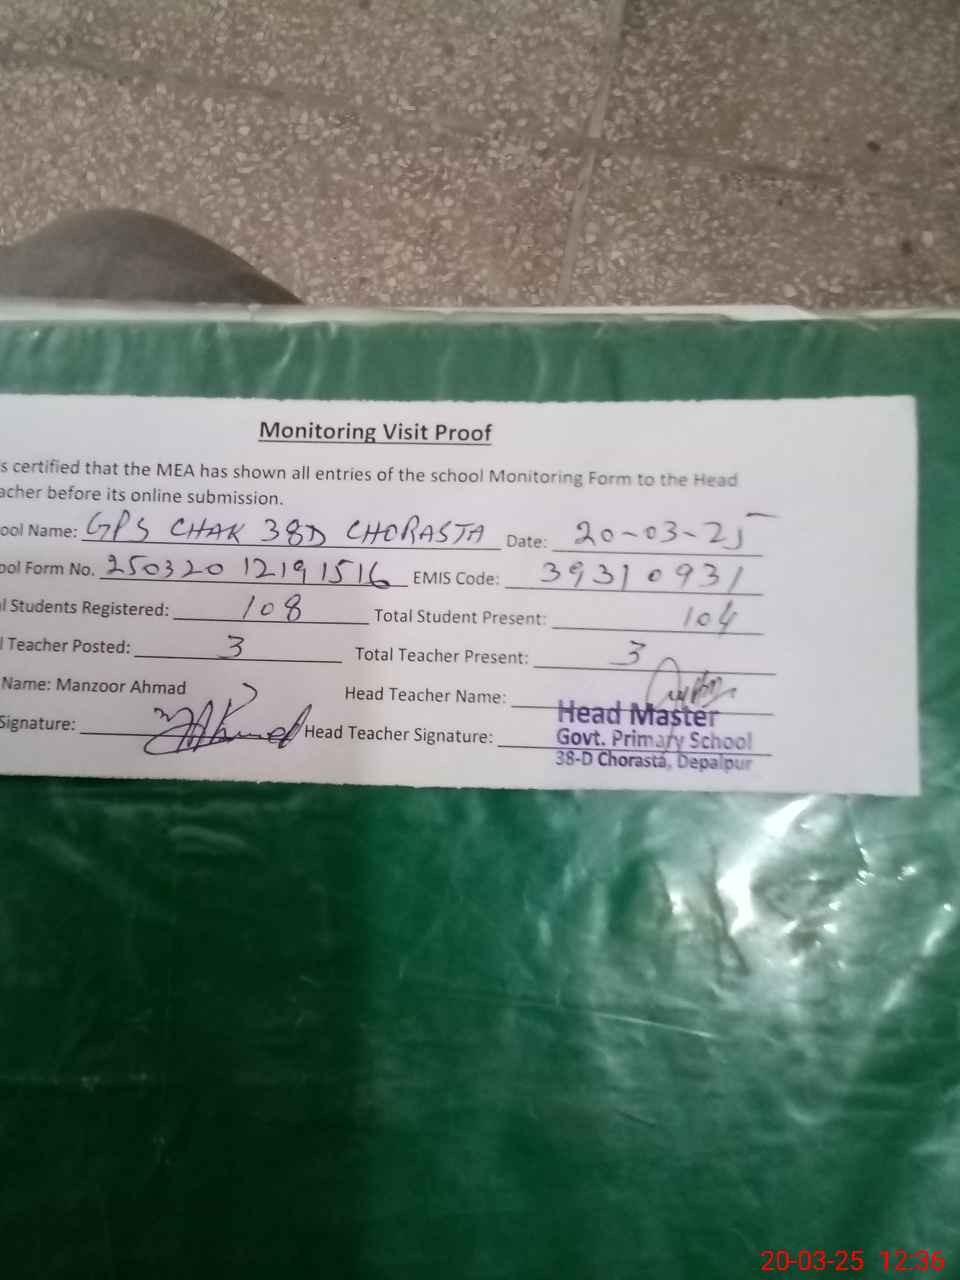 Monitoring Visit Proof
s certified that the MEA has shown all entries of the school Monitoring Form to the Head
acher before its online submission.
ool Name: GPS CHAK 38D CHORASTA Date: 20-03-25
ool Form No. 250320 12191516 EMIS Code: 39310931
l Students Registered: 108 Total Student Present: 104
l Teacher Posted: 3 Total Teacher Present: 3
Name: Manzoor Ahmad Head Teacher Name:
Signature: Head Teacher Signature:
Head Master
Govt. Primary School
38-D Chorasta, Depalpur
20-03-25 12:36